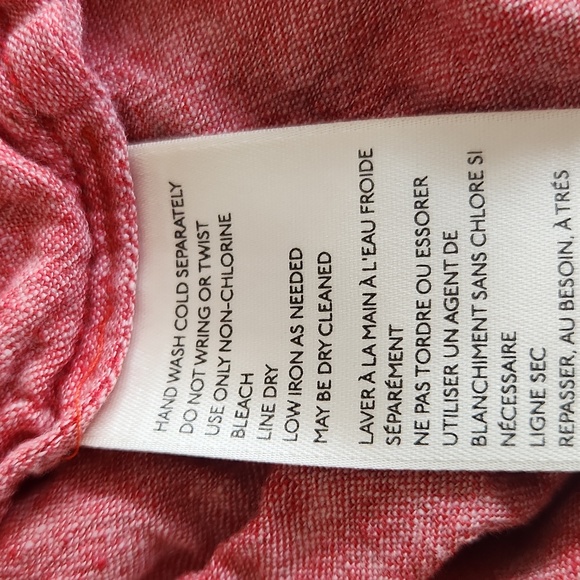 HAND WASH COLD SEPARATELY
DO NOT WRING OR TWIST
USE ONLY NON-CHLORINE
BLEACH
LINE DRY
LOW IRON AS NEEDED
MAY BE DRY CLEANED
LAVER À LA MAIN À L'EAU FROIDE
SÉPARÉMENT
NE PAS TORDRE OU ESSORER
UTILISER UN AGENT DE
BLANCHMENT SANS CHLORE SI
NÉCESSAIRE
LIGNE SEC
REPASSER, AU BESOIN, À TRÉS